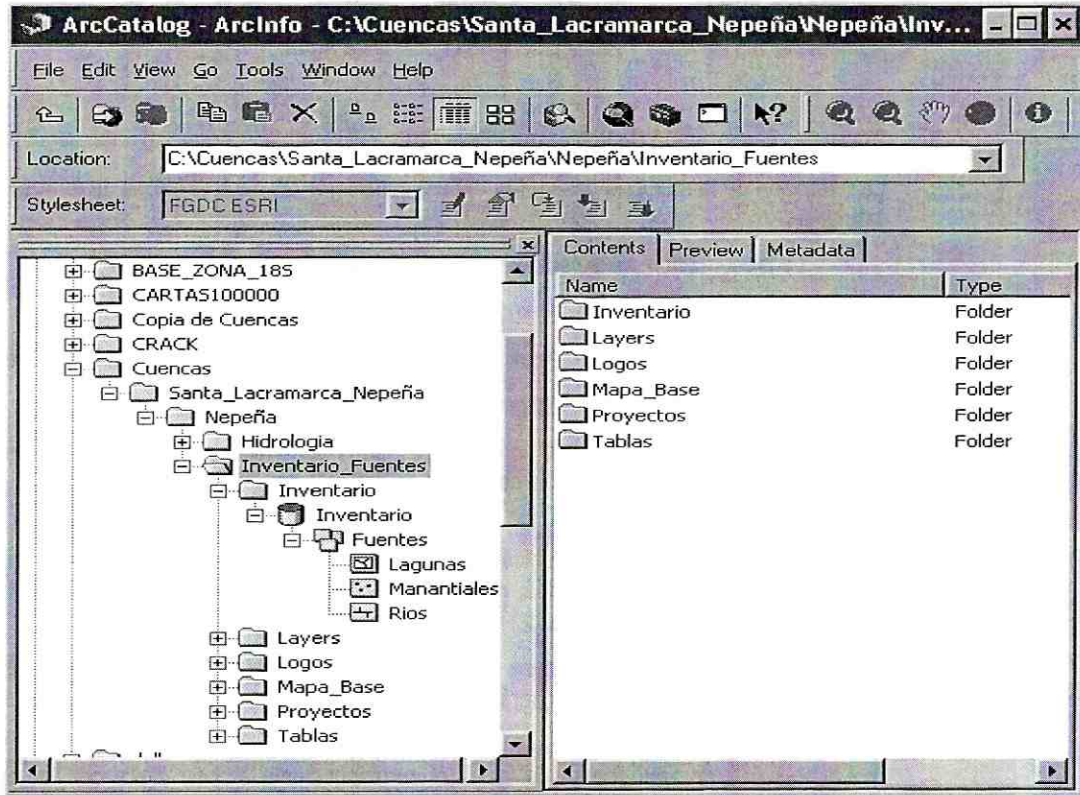 ArcCatalog - ArcInfo - C:\Cuencas\Santa_Lacramarca_Nepeña\Nepeña\Inv...
File Edit View Go Tools Window Help
Location: C:\Cuencas\Santa_Lacramarca_Nepeña\Nepeña\Inventario_Fuentes
Stylesheet: FGDC ESRI
BASE_ZONA_18S
CARTAS100000
Copia de Cuencas
CRACK
Cuencas
Santa_Lacramarca_Nepeña
Nepeña
Hidrologia
Inventario_Fuentes
Inventario
Inventario
Fuentes
Lagunas
Manantiales
Rios
Layers
Logos
Mapa_Base
Proyectos
Tablas
Contents Preview Metadata
Name Type
Inventario Folder
Layers Folder
Logos Folder
Mapa_Base Folder
Proyectos Folder
Tablas Folder